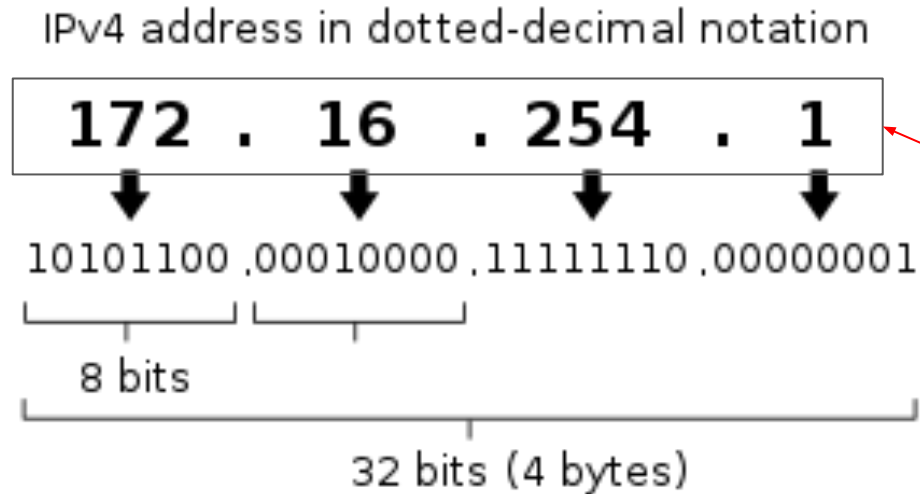 IPv4 address in dotted-decimal notation
172 . 16 . 254 . 1
10101100 .00010000 .11111110 .00000001
8 bits
32 bits (4 bytes)